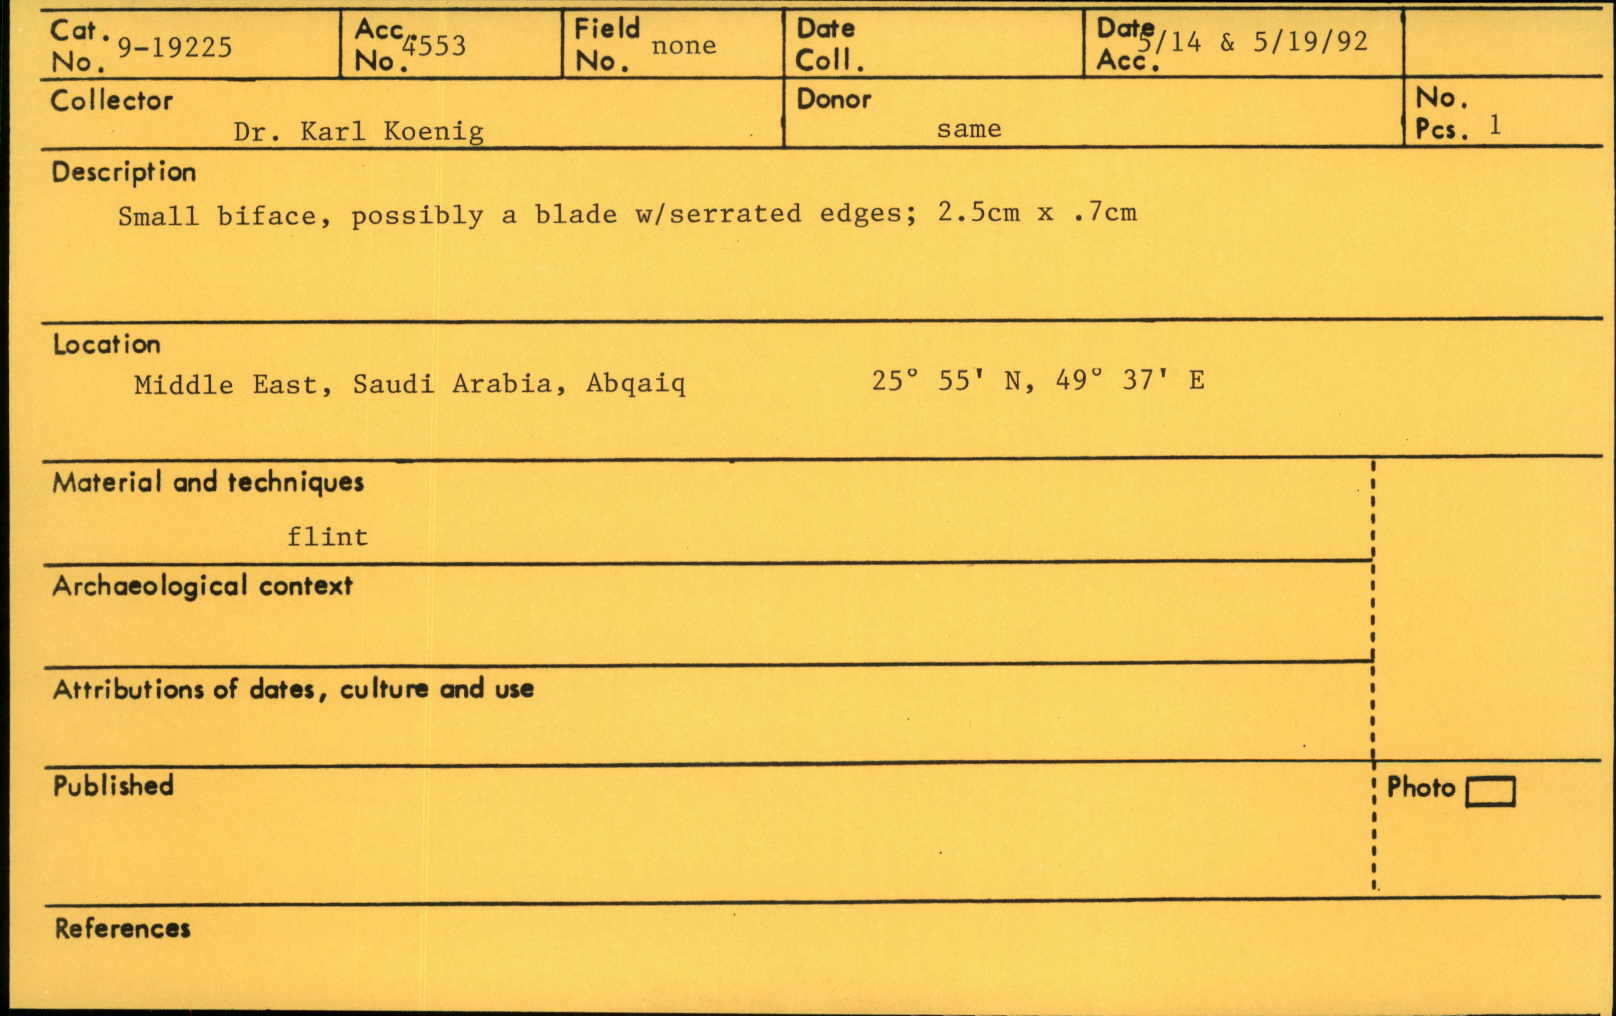 Cat. No. 9-19225 Acc. No. 4553 Field No. none Date Coll. Date Acc. 5/14 & 5/19/92
Collector Dr. Karl Koenig Donor same No. Pcs. 1
Description
Small biface, possibly a blade w/serrated edges; 2.5cm x .7cm
Location
Middle East, Saudi Arabia, Abqaiq 25° 55' N, 49° 37' E
Material and techniques
flint
Archaeological context
Attributions of dates, culture and use
Published Photo
References